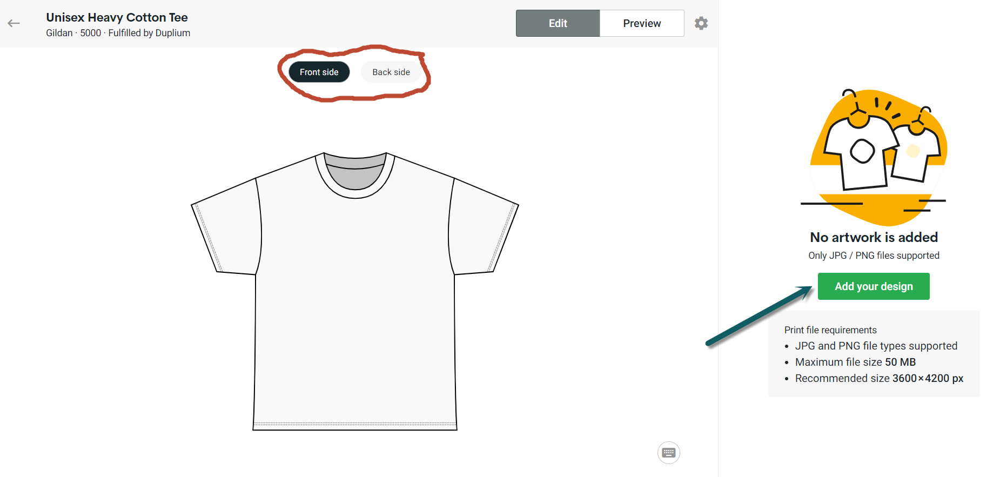 Unisex Heavy Cotton Tee
Gildan · 5000 · Fulfilled by Duplium
Edit
Preview
Front side
Back side
No artwork is added
Only JPG / PNG files supported
Add your design
Print file requirements
• JPG and PNG file types supported
• Maximum file size 50 MB
• Recommended size 3600×4200 px